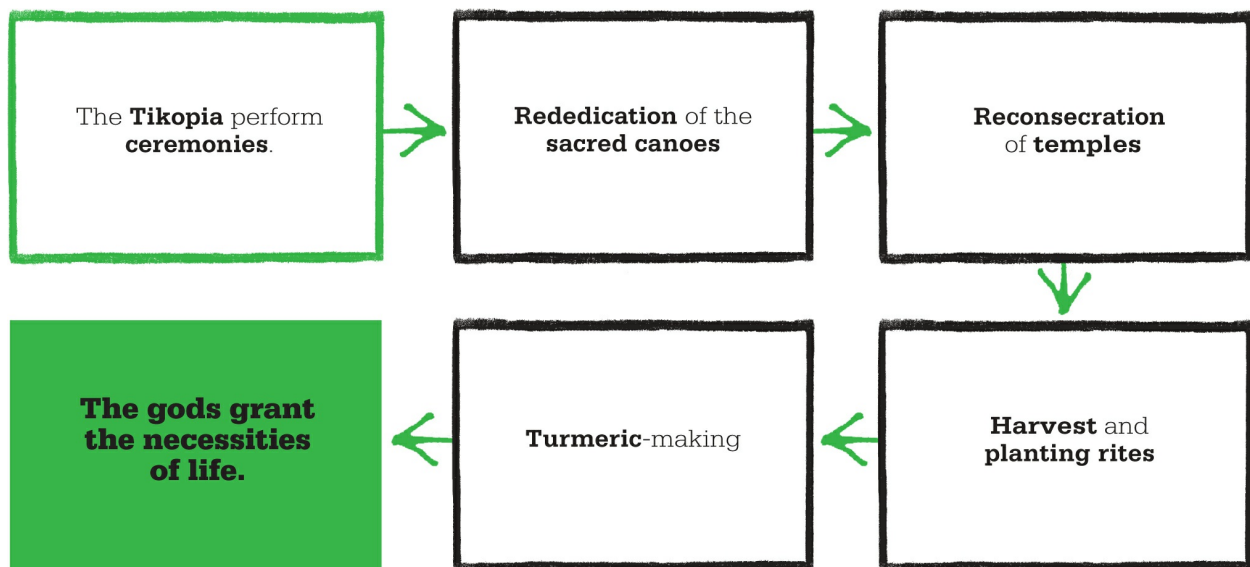 The Tikopia perform
ceremonies.
Rededication of the
sacred canoes
Reconsecration
of temples
Harvest and
planting rites
Turmeric-making
The gods grant
the necessities
of life.